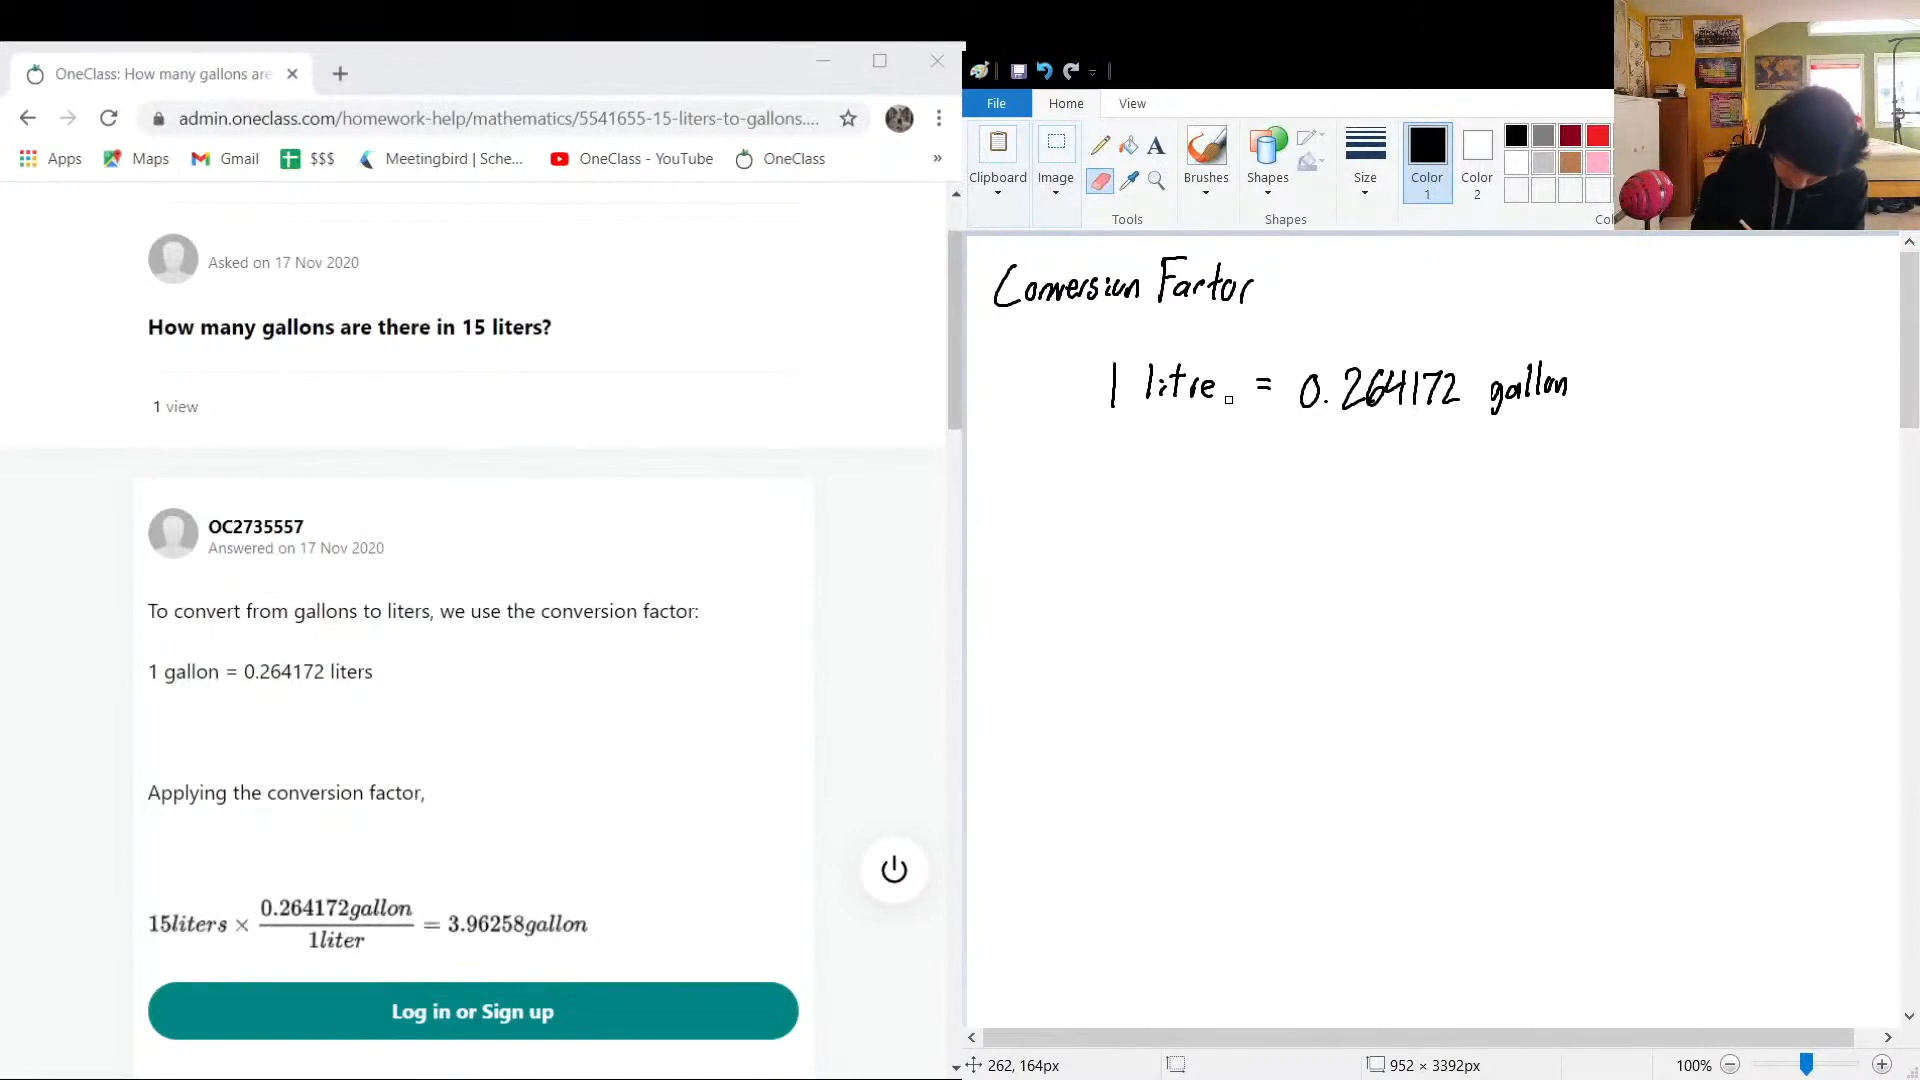 OneClass: How many gallons are
admin.oneclass.com/homework-help/mathematics/5541655-15-liters-to-gallons....
Apps Maps Gmail $$$ Meetingbird | Sche... OneClass - YouTube OneClass »
Asked on 17 Nov 2020
How many gallons are there in 15 liters?
1 view
OC2735557
Answered on 17 Nov 2020
To convert from gallons to liters, we use the conversion factor:
1 gallon = 0.264172 liters
Applying the conversion factor,
15liters × 0.264172gallon / 1liter = 3.96258gallon
Log in or Sign up
File Home View
Clipboard Image Tools Brushes Shapes Size Color 1 Color 2
Shapes Col
Conversion Factor
1 litre = 0.264172 gallon
262, 164px 952 × 3392px 100%